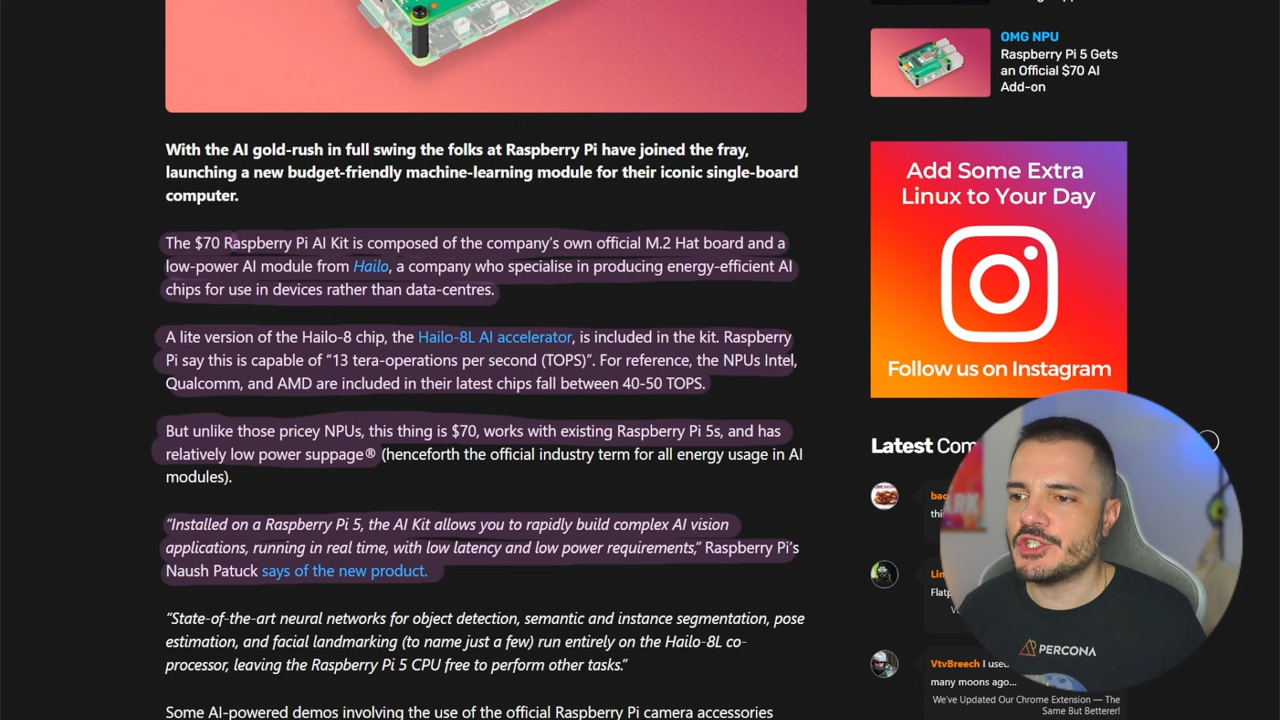 With the AI gold-rush in full swing the folks at Raspberry Pi have joined the fray,
launching a new budget-friendly machine-learning module for their iconic single-board
computer.
The $70 Raspberry Pi AI Kit is composed of the company's own official M.2 Hat board and a
low-power AI module from Hailo, a company who specialise in producing energy-efficient AI
chips for use in devices rather than data-centres.
A lite version of the Hailo-8 chip, the Hailo-8L AI accelerator, is included in the kit. Raspberry
Pi say this is capable of “13 tera-operations per second (TOPS)”. For reference, the NPUs Intel,
Qualcomm, and AMD are included in their latest chips fall between 40-50 TOPS.
But unlike those pricey NPUs, this thing is $70, works with existing Raspberry Pi 5s, and has
relatively low power suppage® (henceforth the official industry term for all energy usage in AI
modules).
“Installed on a Raspberry Pi 5, the AI Kit allows you to rapidly build complex AI vision
applications, running in real time, with low latency and low power requirements,” Raspberry Pi's
Naush Patuck says of the new product.
“State-of-the-art neural networks for object detection, semantic and instance segmentation, pose
estimation, and facial landmarking (to name just a few) run entirely on the Hailo-8L co-
processor, leaving the Raspberry Pi 5 CPU free to perform other tasks.”
Some AI-powered demos involving the use of the official Raspberry Pi camera accessories
OMG NPU
Raspberry Pi 5 Gets
an Official $70 AI
Add-on
Add Some Extra
Linux to Your Day
Follow us on Instagram
Latest Com
bac
thi
Lin
Flatp
VtvBreech I used
many moons ago...
We've Updated Our Chrome Extension — The
Same But Betterer!
PERCONA